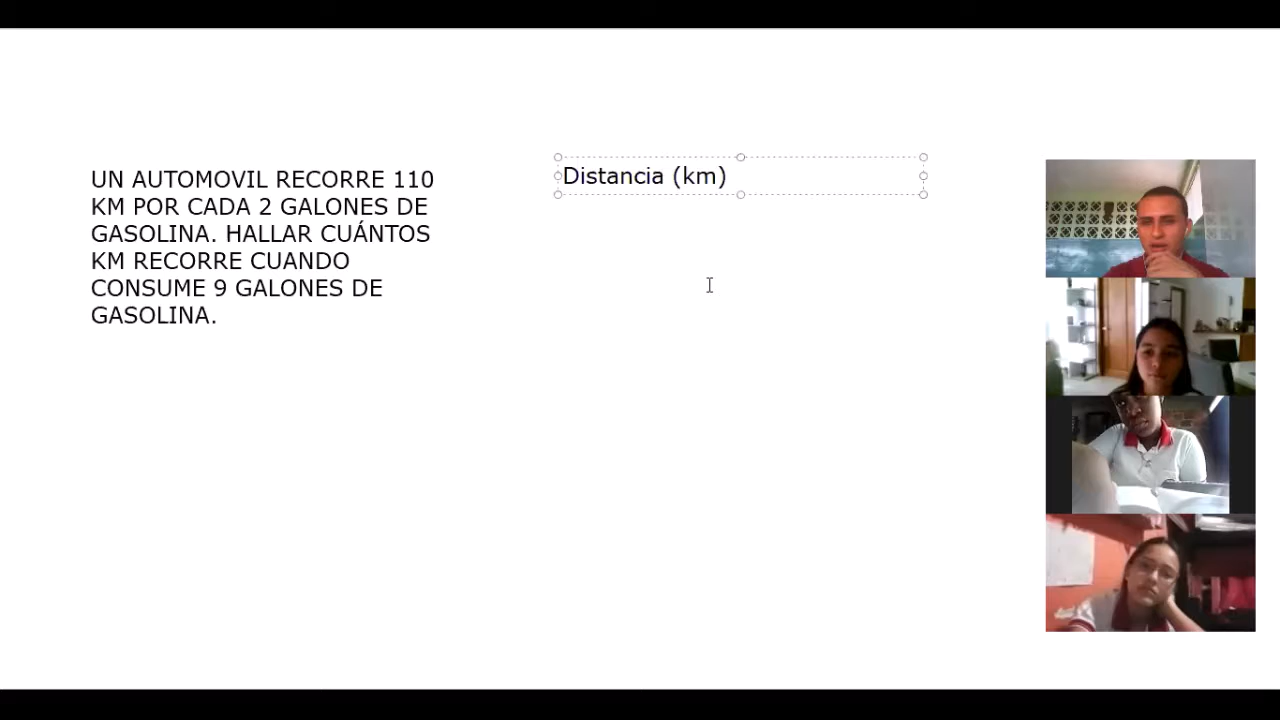 UN AUTOMOVIL RECORRE 110
KM POR CADA 2 GALONES DE
GASOLINA. HALLAR CUÁNTOS
KM RECORRE CUANDO
CONSUME 9 GALONES DE
GASOLINA.
Distancia (km)